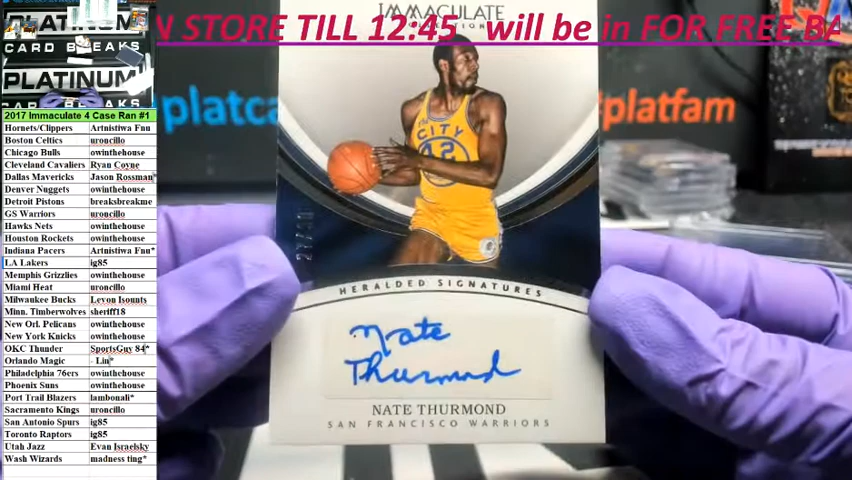 N STORE TILL 12:45 will be in FOR FREE BA
PLATINUM
CARD BREAKS
PLATINUM
CARD BREAKS
2017 Immaculate 4 Case Ran #1
Hornets/Clippers Artnistiwa Fnu
Boston Celtics uroncillo
Chicago Bulls owinthehouse
Cleveland Cavaliers Ryan Coyne
Dallas Mavericks Jason Rossman*
Denver Nuggets owinthehouse
Detroit Pistons breaksbreakme
GS Warriors uroncillo
Hawks Nets owinthehouse
Houston Rockets owinthehouse
Indiana Pacers Artnistiwa Fnu*
LA Lakers ig85
Memphis Grizzlies owinthehouse
Miami Heat uroncillo
Milwaukee Bucks Levon Isounts
Minn. Timberwolves sheriff18
New Orl. Pelicans owinthehouse
New York Knicks owinthehouse
OKC Thunder SportsGuy 84*
Orlando Magic - Lin*
Philadelphia 76ers owinthehouse
Phoenix Suns owinthehouse
Port Trail Blazers lambonali*
Sacramento Kings uroncillo
San Antonio Spurs ig85
Toronto Raptors ig85
Utah Jazz Evan Israelsky
Wash Wizards madness ting*
@platcar
#platfam
IMMACULATE
COLLECTION
THE
CITY
42
HERALDED SIGNATURES
Nate
Thurmond
NATE THURMOND
SAN FRANCISCO WARRIORS